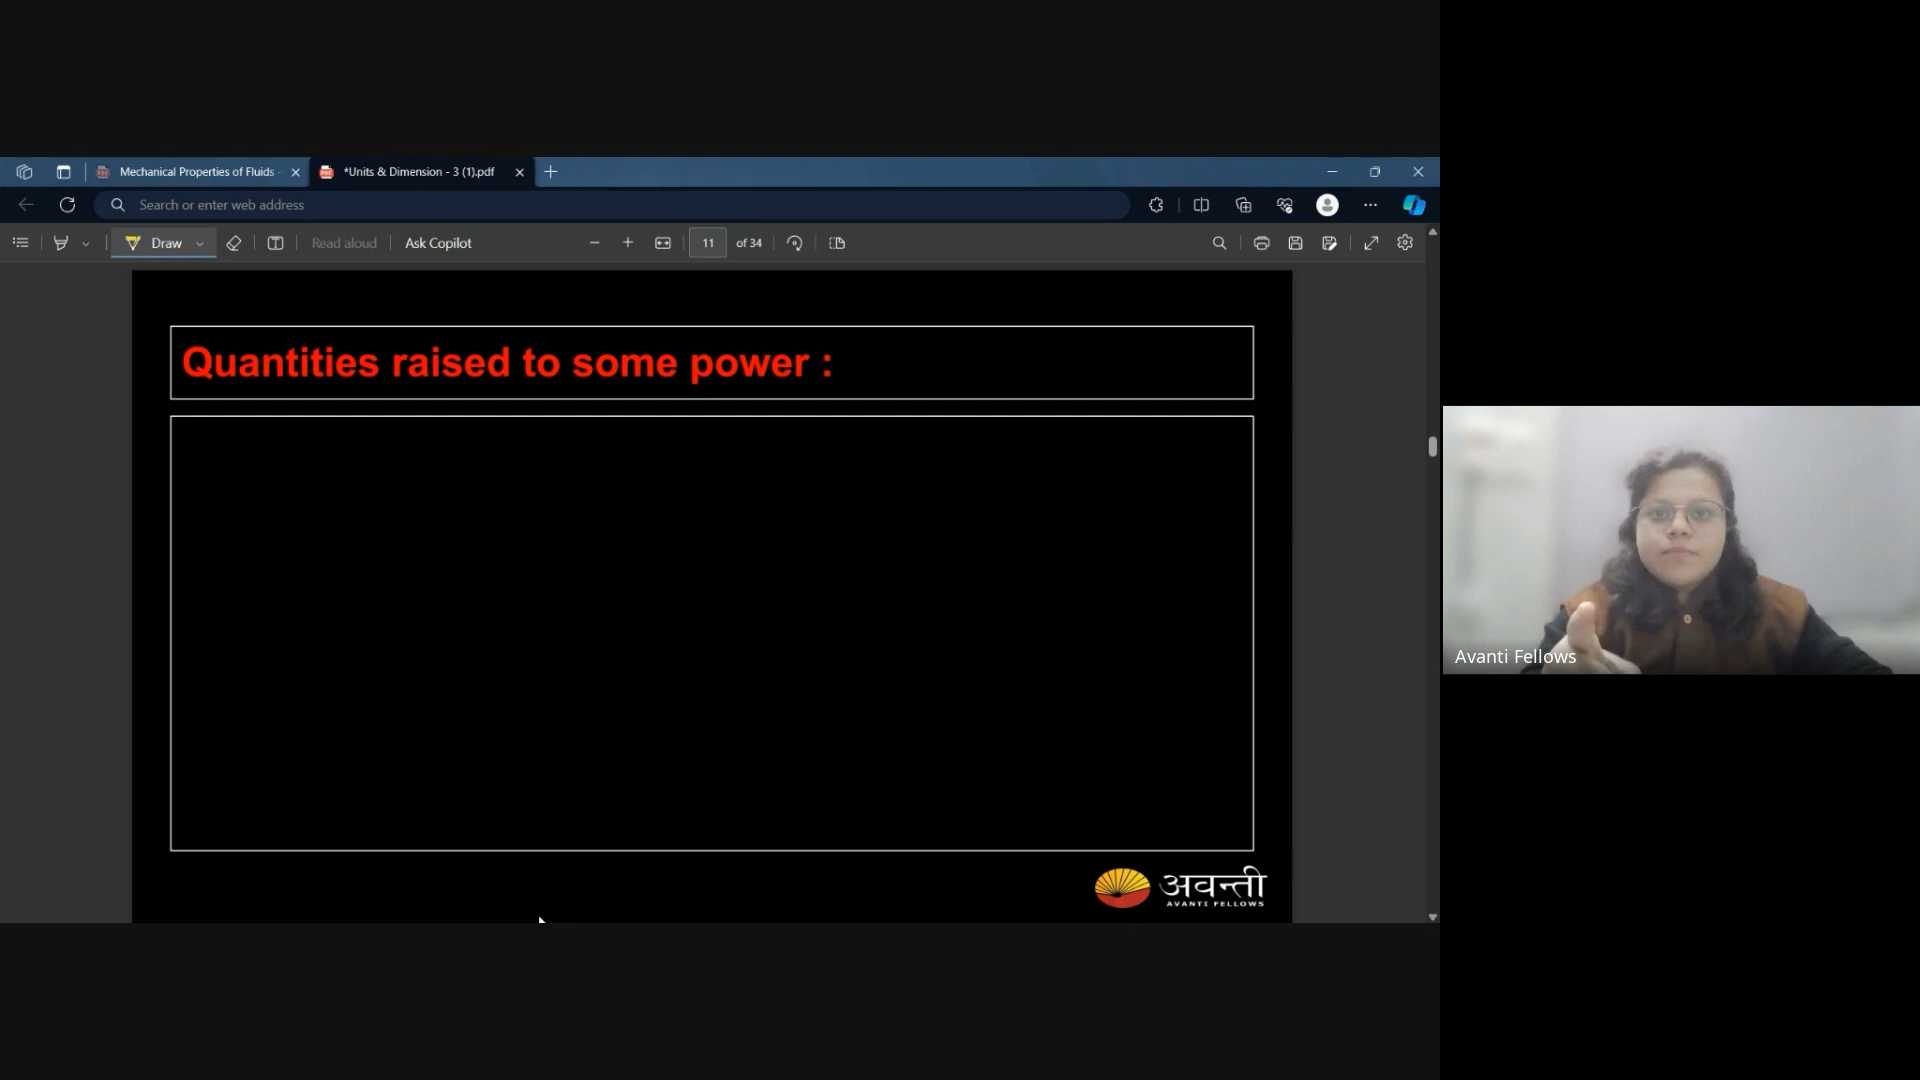 Mechanical Properties of Fluids -
*Units & Dimension - 3 (1).pdf
Search or enter web address
Draw
Read aloud
Ask Copilot
11
of 34
Quantities raised to some power :
अवन्ती
AVANTI FELLOWS
Avanti Fellows